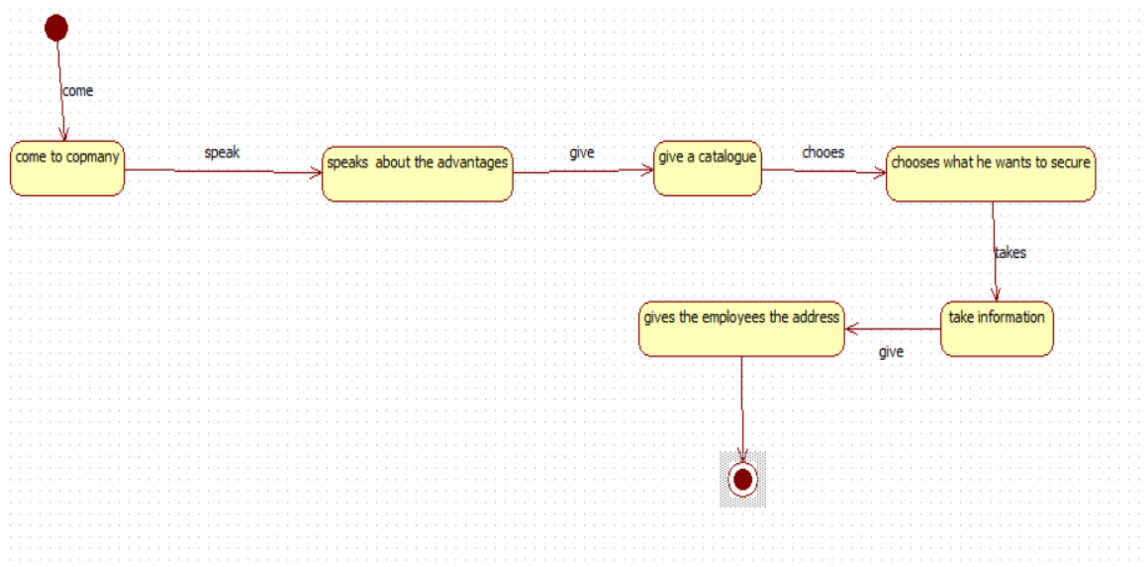 come
come to copmany
speak
speaks about the advantages
give
give a catalogue
chooes
chooses what he wants to secure
takes
take information
give
gives the employees the address